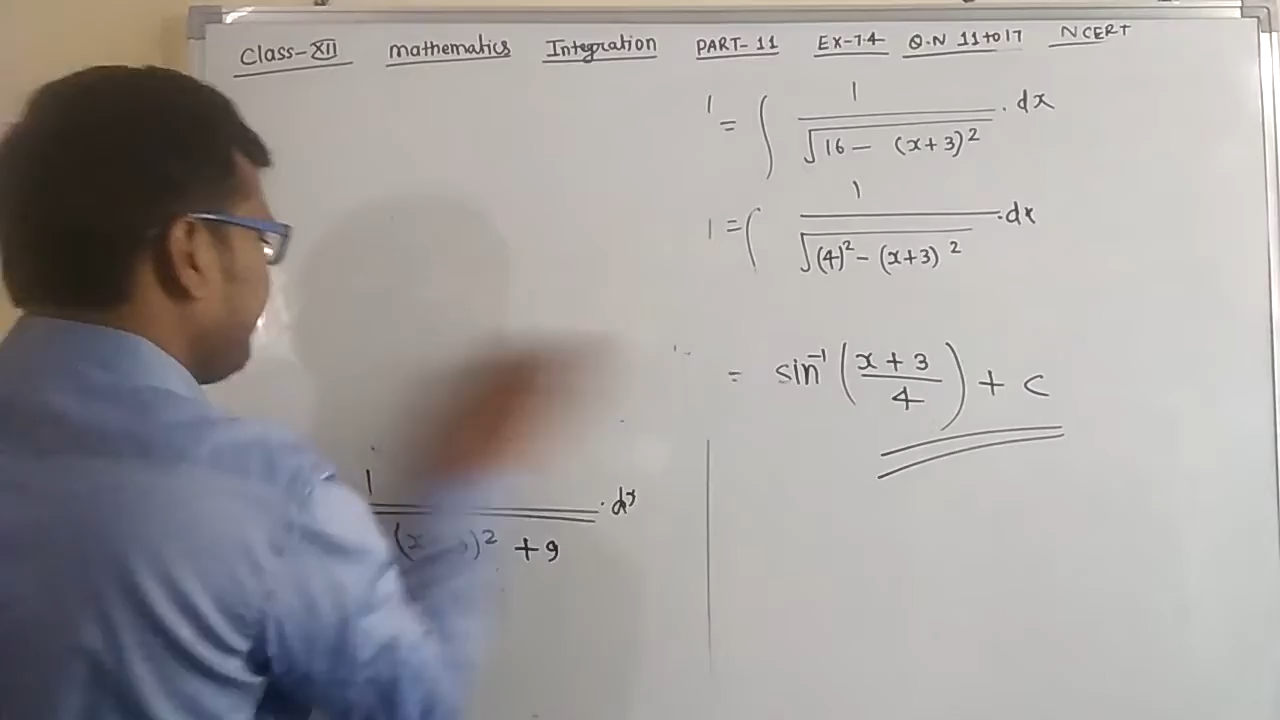 Class-XII mathematics Integration PART-11 EX-7.4 Q.N 11to17 NCERT
I = ∫ 1/√(16 − (x+3)²) . dx
I = ∫ 1/√((4)² − (x+3)²) . dx
= sin⁻¹ ((x+3)/4) + c
1
. dx
(x )² + 9